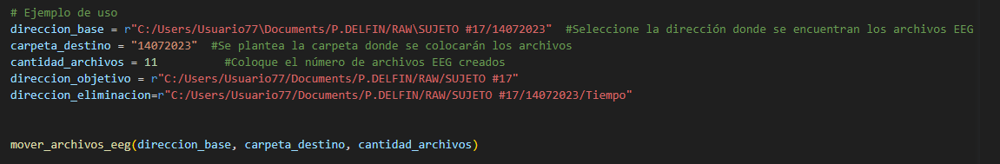 # Ejemplo de uso
direccion_base = r"C:/Users/Usuario77\Documents/P.DELFIN/RAW\SUJETO #17/14072023"  #Seleccione la dirección donde se encuentran los archivos EEG
carpeta_destino = "14072023"  #Se plantea la carpeta donde se colocarán los archivos
cantidad_archivos = 11          #Coloque el número de archivos EEG creados
direccion_objetivo = r"C:/Users/Usuario77/Documents/P.DELFIN/RAW/SUJETO #17"
direccion_eliminacion=r"C:/Users/Usuario77/Documents/P.DELFIN/RAW/SUJETO #17/14072023/Tiempo"
mover_archivos_eeg(direccion_base, carpeta_destino, cantidad_archivos)